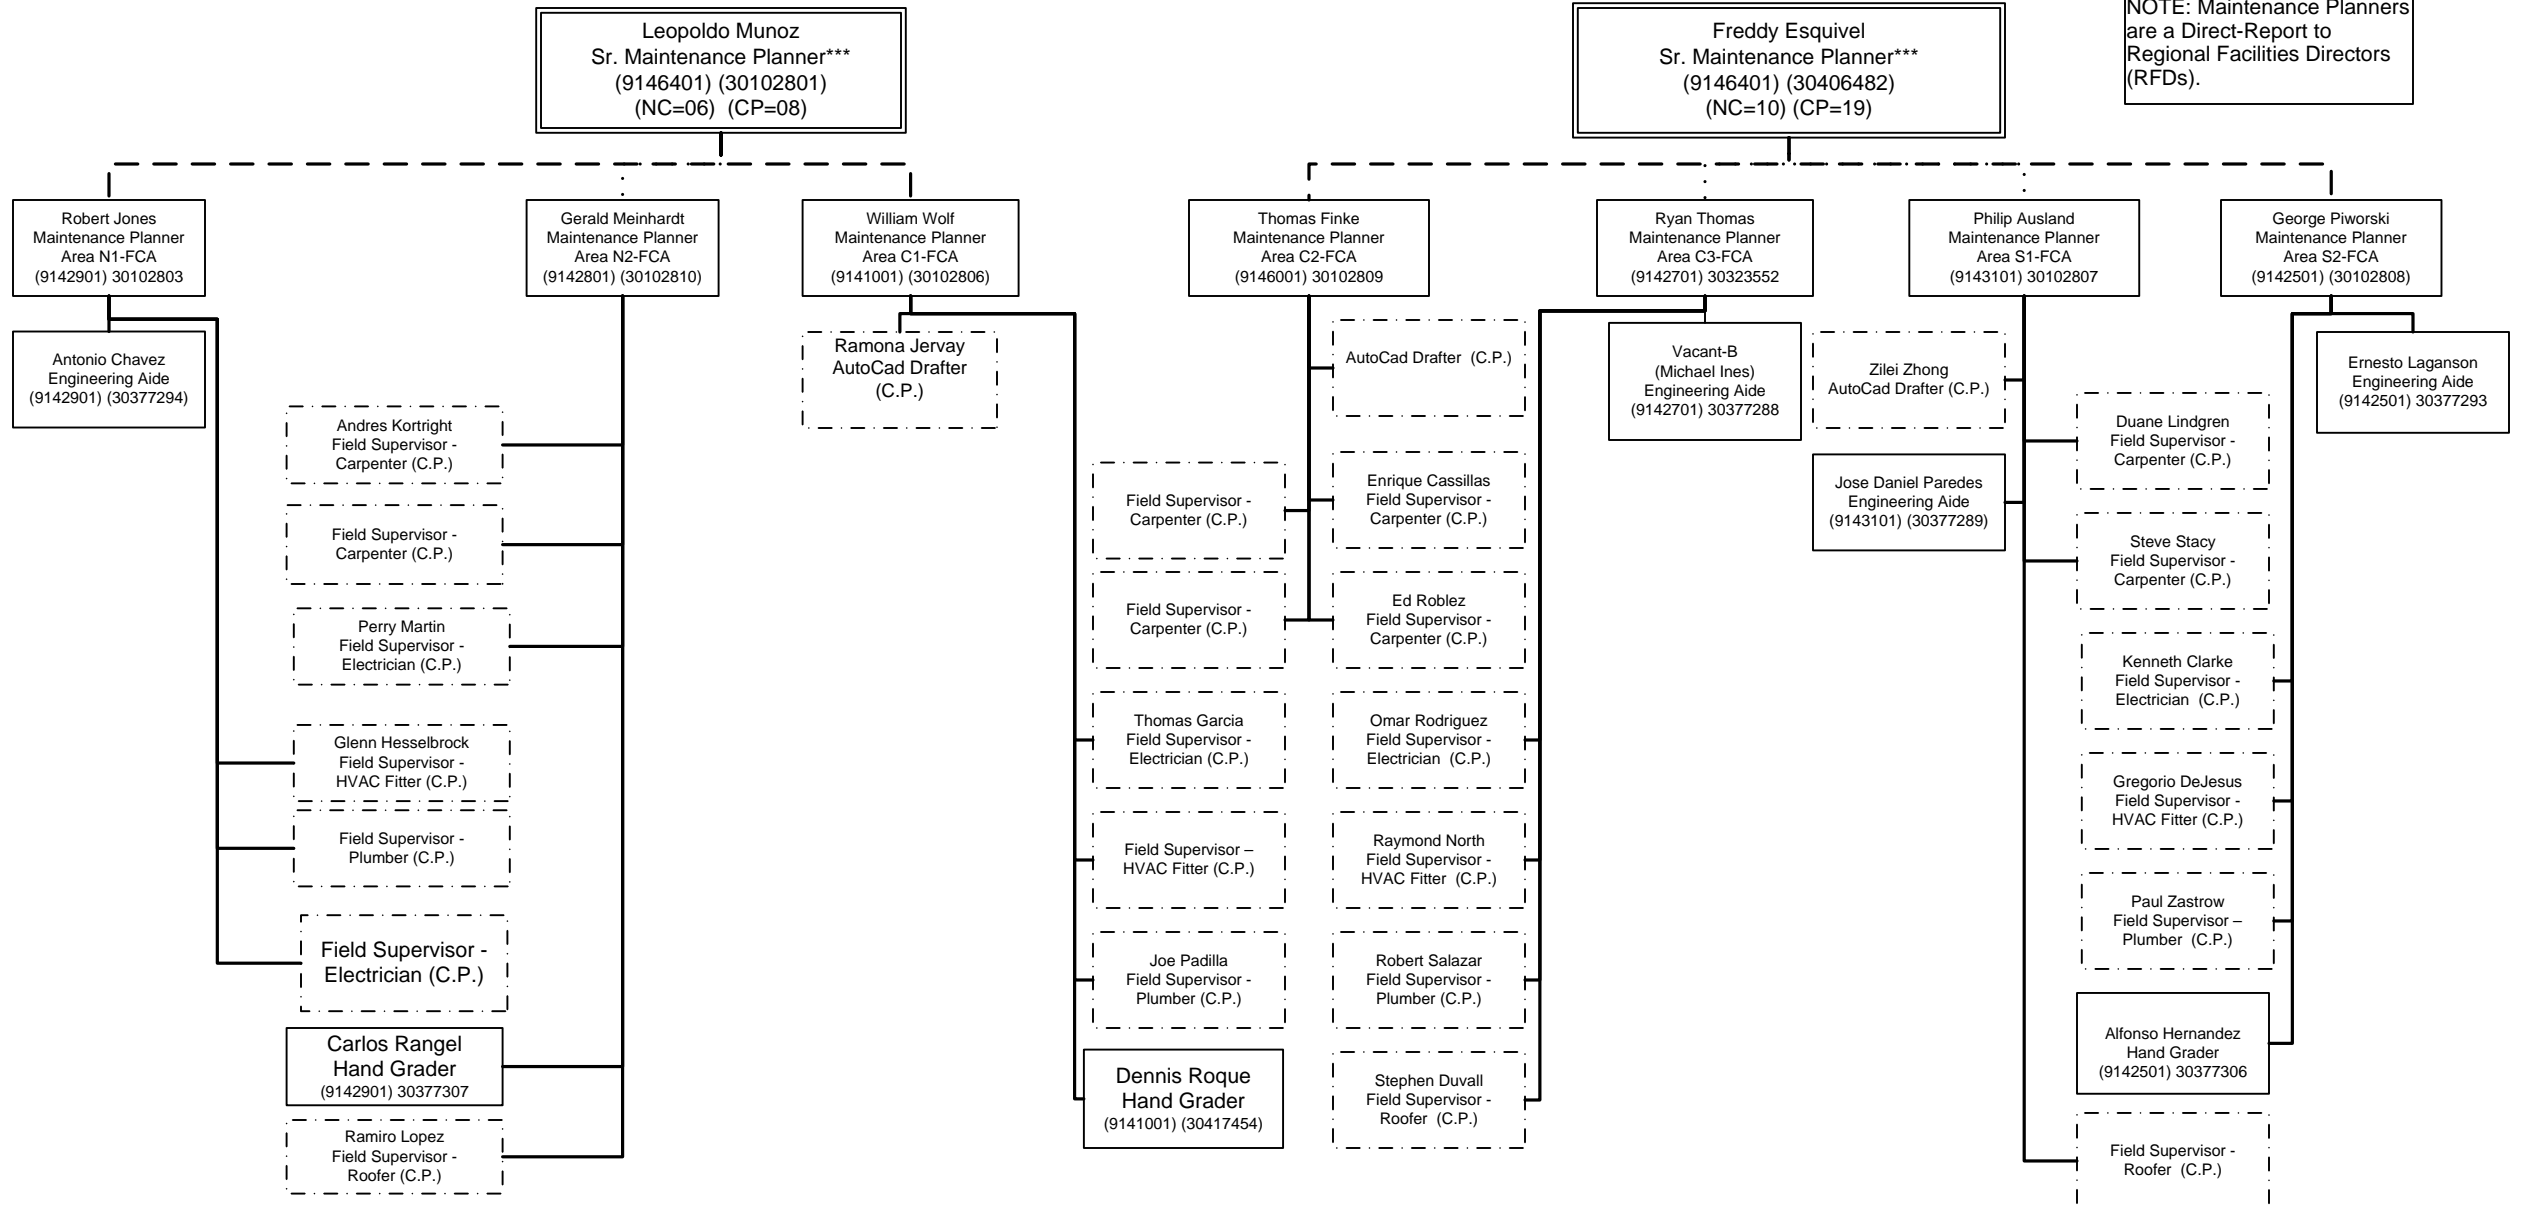 Leopoldo Munoz
Sr. Maintenance Planner***
(9146401) (30102801)
(NC=06)  (CP=08)
Freddy Esquivel
Sr. Maintenance Planner***
(9146401) (30406482)
(NC=10) (CP=19)
NOTE: Maintenance Planners
are a Direct-Report to
Regional Facilities Directors
(RFDs).
Robert Jones
Maintenance Planner
Area N1-FCA
(9142901) 30102803
Gerald Meinhardt
Maintenance Planner
Area N2-FCA
(9142801) (30102810)
William Wolf
Maintenance Planner
Area C1-FCA
(9141001) (30102806)
Thomas Finke
Maintenance Planner
Area C2-FCA
(9146001) 30102809
Ryan Thomas
Maintenance Planner
Area C3-FCA
(9142701) 30323552
Philip Ausland
Maintenance Planner
Area S1-FCA
(9143101) 30102807
George Piworski
Maintenance Planner
Area S2-FCA
(9142501) (30102808)
Antonio Chavez
Engineering Aide
(9142901) (30377294)
Andres Kortright
Field Supervisor -
Carpenter (C.P.)
Field Supervisor -
Carpenter (C.P.)
Perry Martin
Field Supervisor -
Electrician (C.P.)
Glenn Hesselbrock
Field Supervisor -
HVAC Fitter (C.P.)
Field Supervisor -
Plumber (C.P.)
Field Supervisor -
Electrician (C.P.)
Carlos Rangel
Hand Grader
(9142901) 30377307
Ramiro Lopez
Field Supervisor -
Roofer (C.P.)
Ramona Jervay
AutoCad Drafter
(C.P.)
Field Supervisor -
Carpenter (C.P.)
Field Supervisor -
Carpenter (C.P.)
Thomas Garcia
Field Supervisor -
Electrician (C.P.)
Field Supervisor –
HVAC Fitter (C.P.)
Joe Padilla
Field Supervisor -
Plumber (C.P.)
Dennis Roque
Hand Grader
(9141001) (30417454)
AutoCad Drafter  (C.P.)
Enrique Cassillas
Field Supervisor -
Carpenter (C.P.)
Ed Roblez
Field Supervisor -
Carpenter (C.P.)
Omar Rodriguez
Field Supervisor -
Electrician  (C.P.)
Raymond North
Field Supervisor -
HVAC Fitter  (C.P.)
Robert Salazar
Field Supervisor -
Plumber (C.P.)
Stephen Duvall
Field Supervisor -
Roofer  (C.P.)
Vacant-B
(Michael Ines)
Engineering Aide
(9142701) 30377288
Zilei Zhong
AutoCad Drafter (C.P.)
Jose Daniel Paredes
Engineering Aide
(9143101) (30377289)
Duane Lindgren
Field Supervisor -
Carpenter (C.P.)
Steve Stacy
Field Supervisor -
Carpenter (C.P.)
Kenneth Clarke
Field Supervisor -
Electrician  (C.P.)
Gregorio DeJesus
Field Supervisor -
HVAC Fitter (C.P.)
Paul Zastrow
Field Supervisor –
Plumber  (C.P.)
Alfonso Hernandez
Hand Grader
(9142501) 30377306
Field Supervisor -
Roofer  (C.P.)
Ernesto Laganson
Engineering Aide
(9142501) 30377293